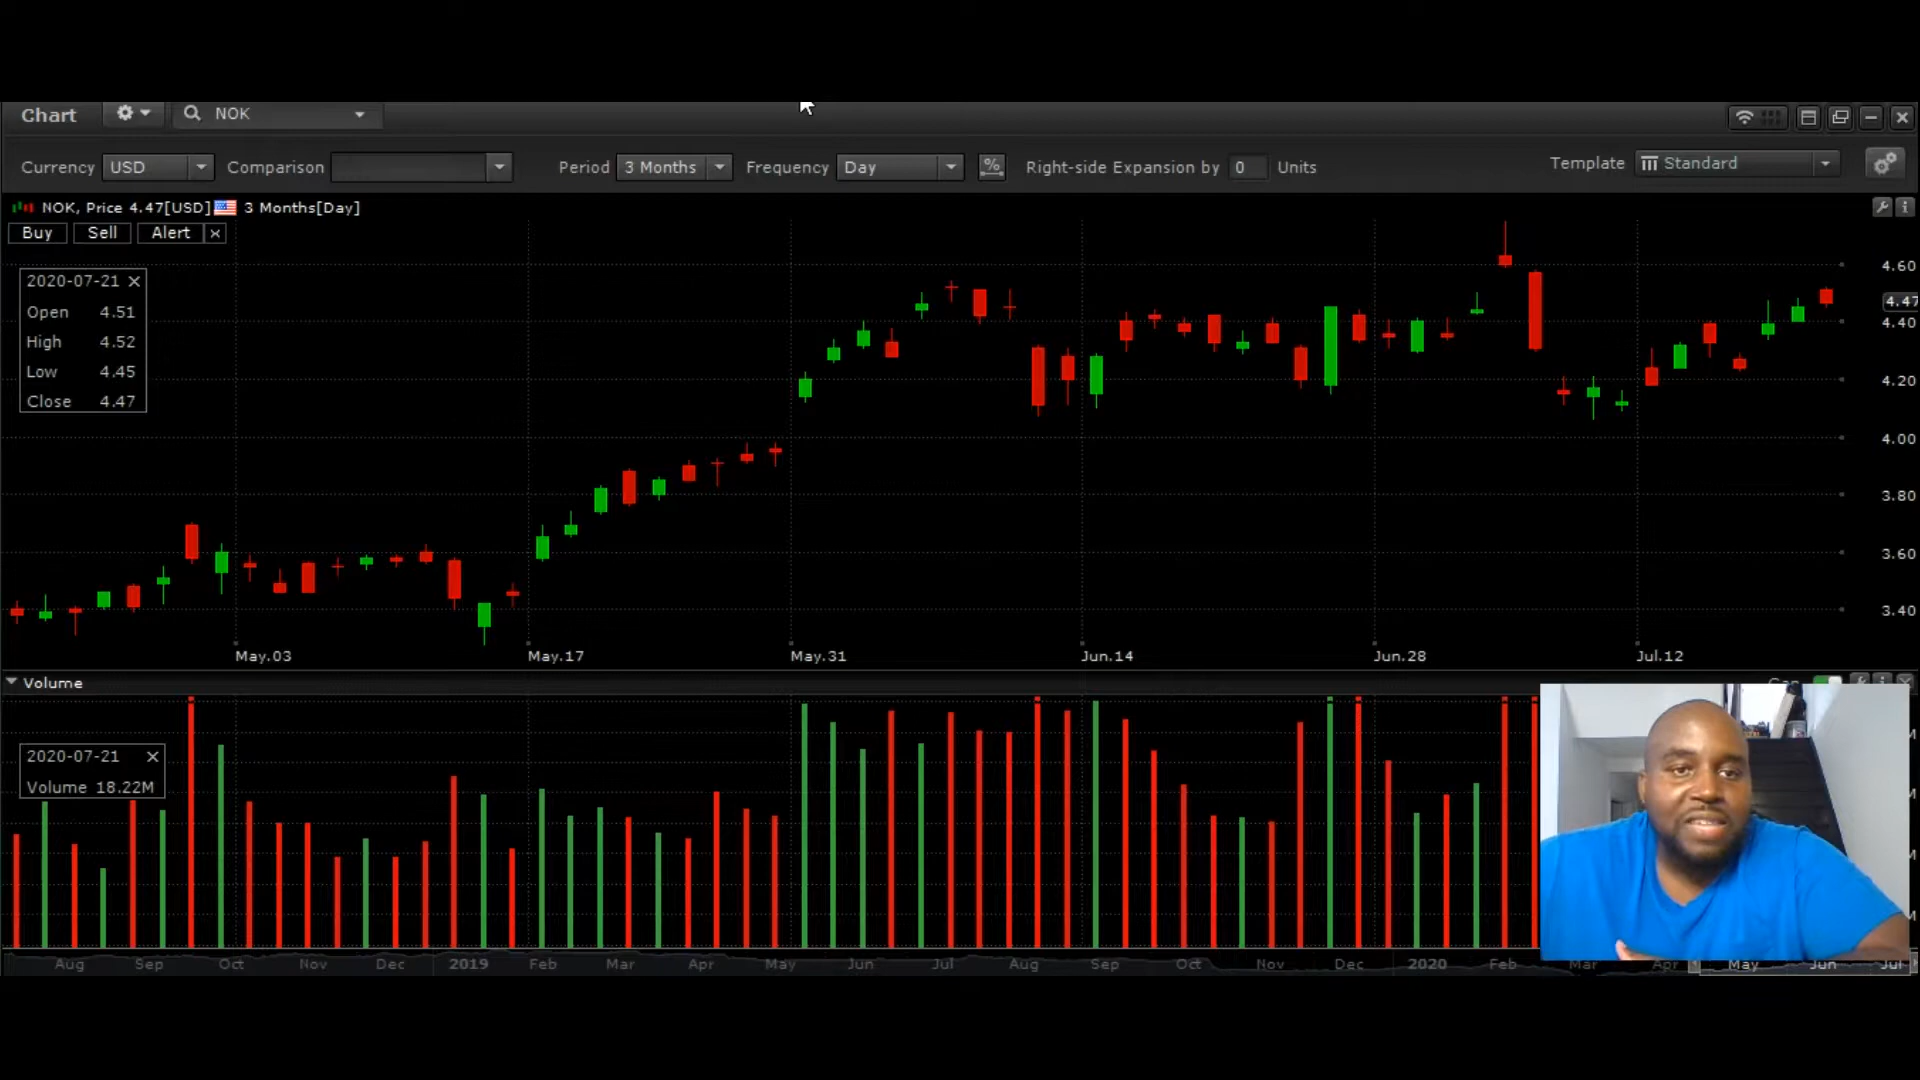 Chart NOK
Currency USD Comparison Period 3 Months Frequency Day % Right-side Expansion by 0 Units Template Standard
NOK, Price 4.47[USD] 3 Months[Day]
Buy Sell Alert
2020-07-21
Open 4.51
High 4.52
Low 4.45
Close 4.47
4.60
4.47
4.40
4.20
4.00
3.80
3.60
3.40
May.03 May.17 May.31 Jun.14 Jun.28 Jul.12
Volume
2020-07-21
Volume 18.22M
Aug Sep Oct Nov Dec 2019 Feb Mar Apr May Jun Jul Aug Sep Oct Nov Dec 2020 Feb Mar Apr May Jun Jul